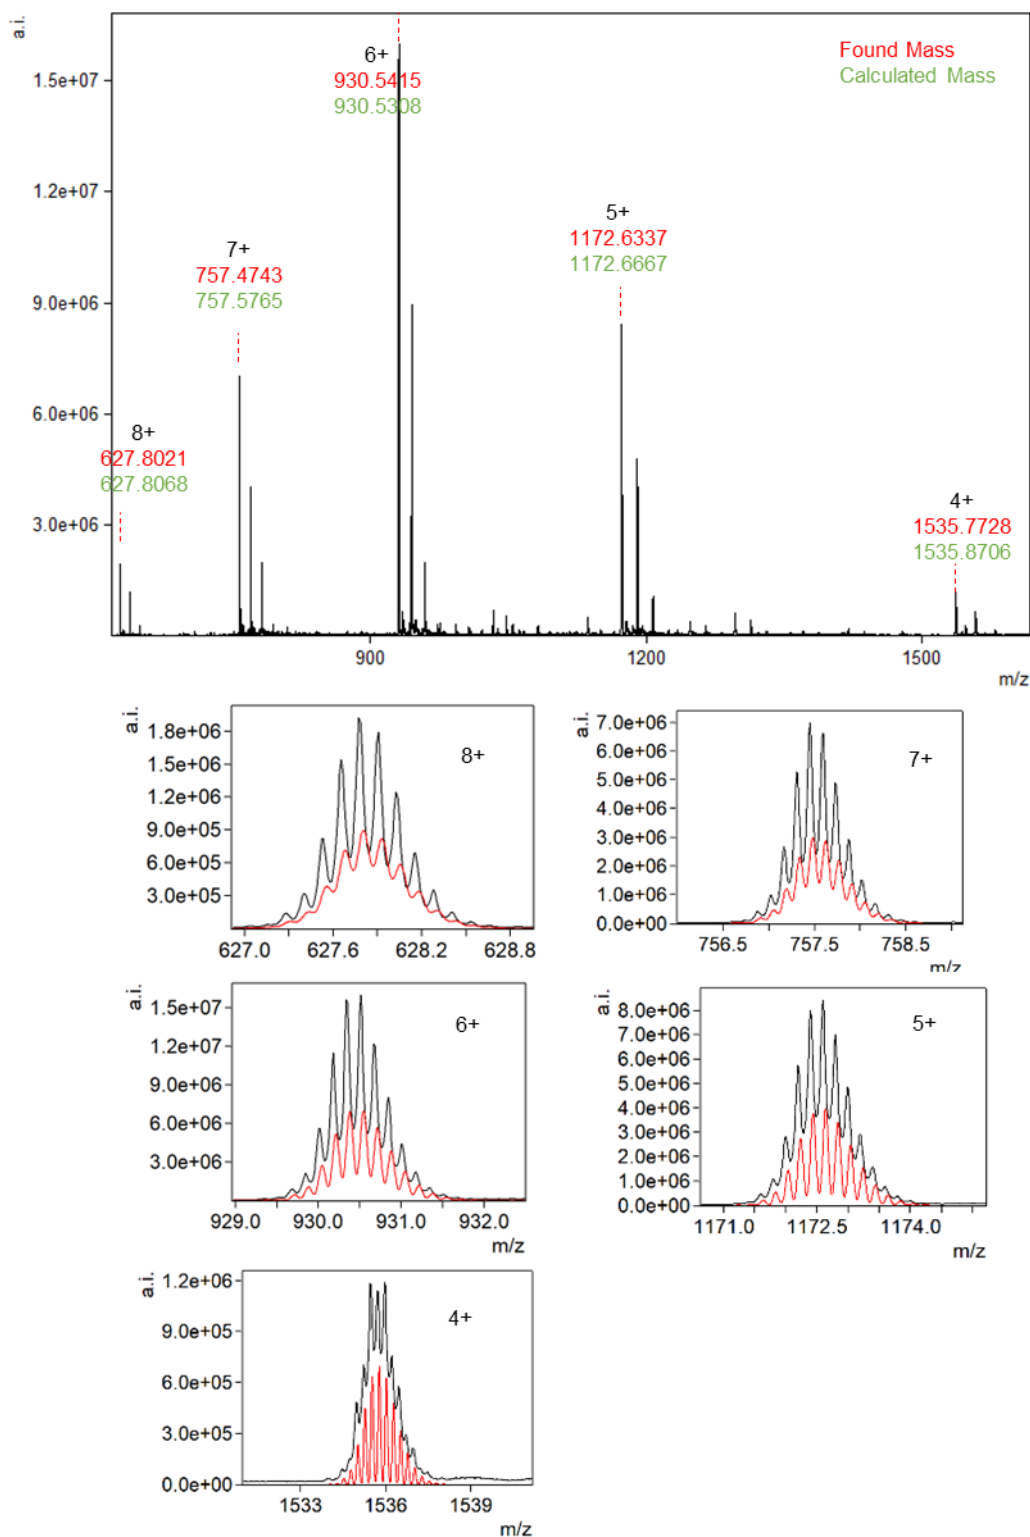 a.i.
Found Mass
Calculated Mass
6+
930.5415
930.5308
1.5e+07
1.2e+07
5+
1172.6337
1172.6667
7+
757.4743
757.5765
9.0e+06
6.0e+06
8+
627.8021
627.8068
4+
1535.7728
1535.8706
3.0e+06
900
1200
1500
m/z
a.i.
1.8e+06
1.5e+06
1.2e+06
9.0e+05
6.0e+05
3.0e+05
8+
627.0
627.6
628.2
628.8
a.i.
7.0e+06
6.0e+06
5.0e+06
4.0e+06
3.0e+06
2.0e+06
1.0e+06
0.0e+00
7+
756.5
757.5
758.5
m/z
a.i.
1.5e+07
1.2e+07
9.0e+06
6.0e+06
3.0e+06
6+
929.0
930.0
931.0
932.0
m/z
a.i.
8.0e+06
7.0e+06
6.0e+06
5.0e+06
4.0e+06
3.0e+06
2.0e+06
1.0e+06
0.0e+00
5+
1171.0
1172.5
1174.0
m/z
a.i.
1.2e+06
9.0e+05
6.0e+05
3.0e+05
0.0e+00
4+
1533
1536
1539
m/z